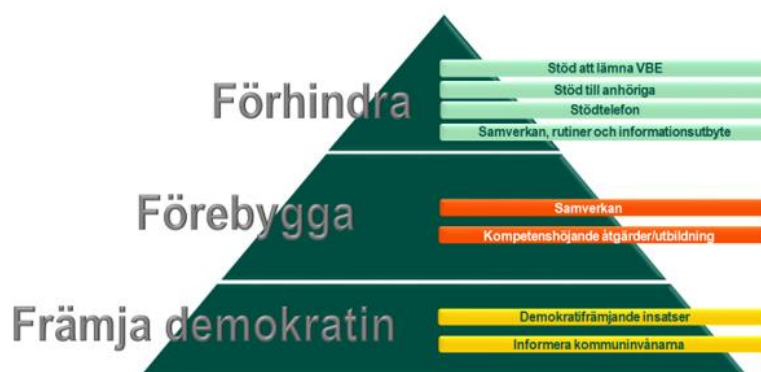 Förhindra
Stöd att lämna VBE
Stöd till anhöriga
Stödtelefon
Samverkan, rutiner och informationsutbyte
Förebygga
Samverkan
Kompetenshöjande åtgärder/utbildning
Främja demokratin
Demokratifrämjande insatser
Informera kommuninvånarna